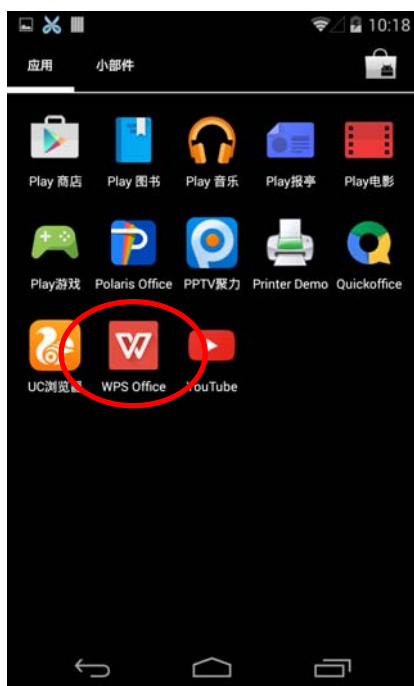 10:18
应用 小部件
Play 商店 Play 图书 Play 音乐 Play报亭 Play电影
Play游戏 Polaris Office PPTV聚力 Printer Demo Quickoffice
UC浏览器 WPS Office YouTube